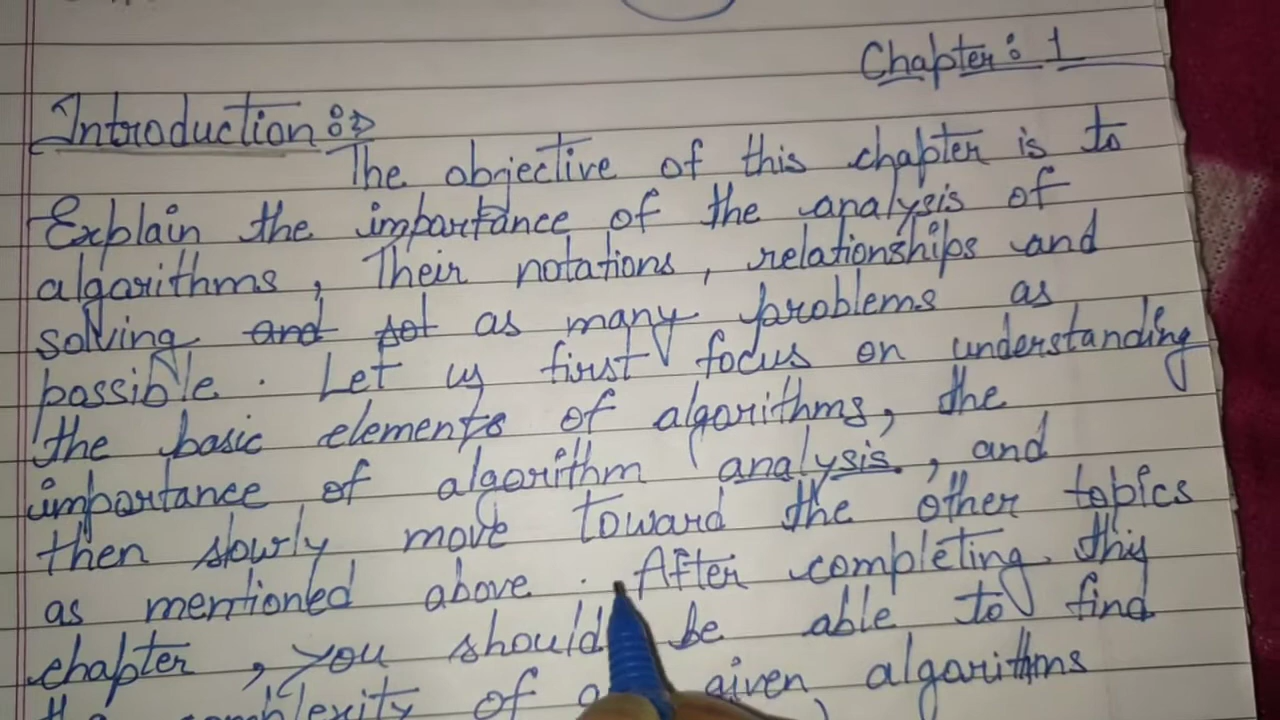 Chapter: 1
Introduction :⇒
The objective of this chapter is to
Explain the importance of the analysis of
algorithms, Their notations, relationships and
solving and sol as many problems as
possible. Let us first focus on understanding
the basic elements of algorithms, the
importance of algorithm analysis, and
then slowly move toward the other topics
as mentioned above. After completing this
chapter, you should be able to find
complexity of given algorithms